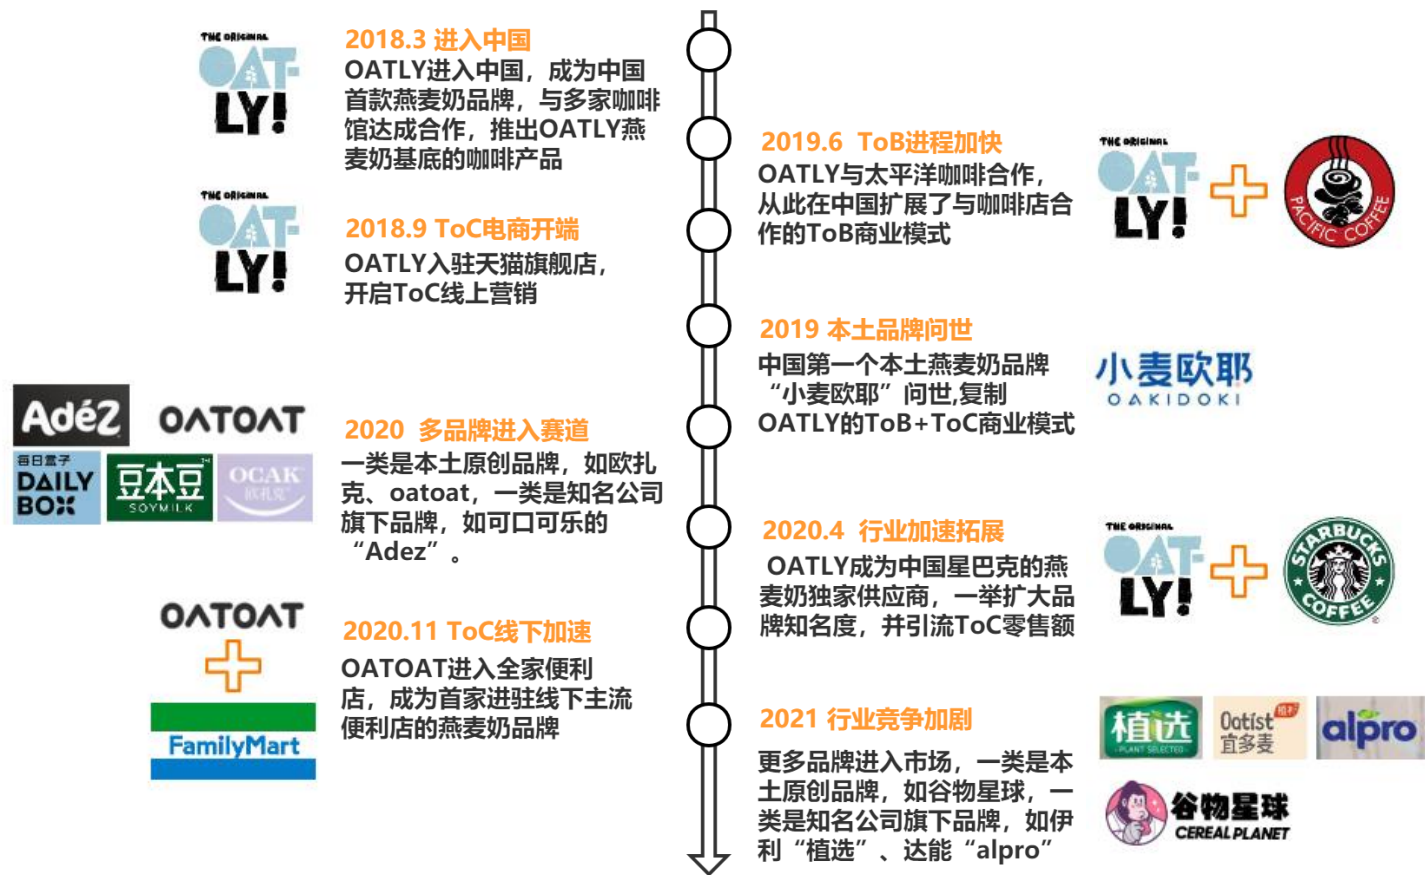 THE ORIGINAL
OAT-
LY!
2018.3 进入中国
OATLY进入中国，成为中国
首款燕麦奶品牌，与多家咖啡
馆达成合作，推出OATLY燕
麦奶基底的咖啡产品
2019.6 ToB进程加快
OATLY与太平洋咖啡合作，
从此在中国扩展了与咖啡店合
作的ToB商业模式
THE ORIGINAL
OAT-
LY!
PACIFIC COFFEE
THE ORIGINAL
OAT-
LY!
2018.9 ToC电商开端
OATLY入驻天猫旗舰店，
开启ToC线上营销
2019 本土品牌问世
中国第一个本土燕麦奶品牌
“小麦欧耶”问世,复制
OATLY的ToB+ToC商业模式
小麦欧耶
OAKIDOKI
AdéZ
OATOAT
每日盒子
DAILY
BOX
豆本豆
SOYMILK
OCAK
欧扎克
2020 多品牌进入赛道
一类是本土原创品牌，如欧扎
克、oatoat，一类是知名公司
旗下品牌，如可口可乐的
“Adez”。
2020.4 行业加速拓展
OATLY成为中国星巴克的燕
麦奶独家供应商，一举扩大品
牌知名度，并引流ToC零售额
THE ORIGINAL
OAT-
LY!
STARBUCKS
COFFEE
OATOAT
FamilyMart
2020.11 ToC线下加速
OATOAT进入全家便利
店，成为首家进驻线下主流
便利店的燕麦奶品牌
2021 行业竞争加剧
更多品牌进入市场，一类是本
土原创品牌，如谷物星球，一
类是知名公司旗下品牌，如伊
利“植选”、达能“alpro”
植选
PLANT SELECTED
Oatist
宜多麦
alpro
谷物星球
CEREAL PLANET